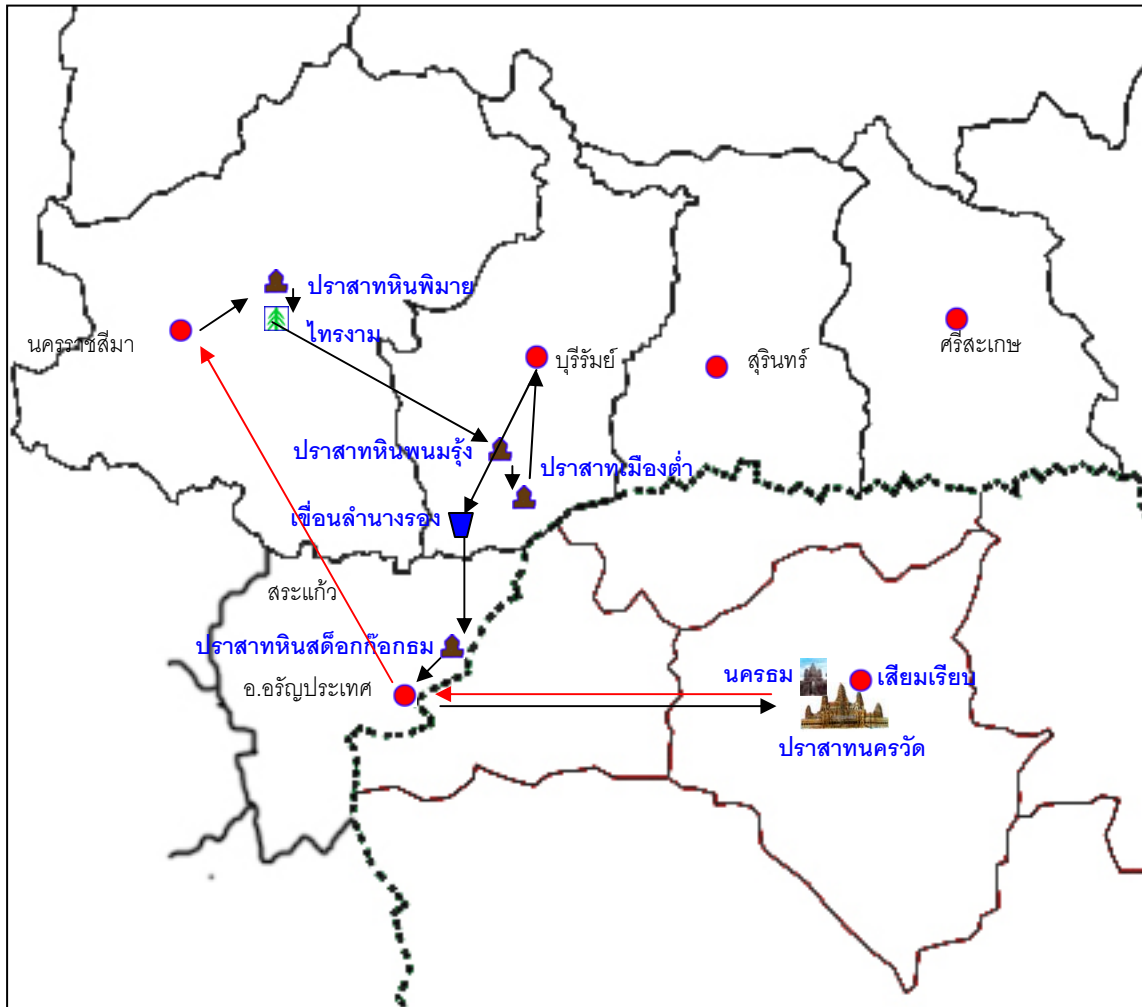 ปราสาทหินพิมาย
ไทรงาม
นครราชสีมา
บุรีรัมย์
สุรินทร์
ศรีสะเกษ
ปราสาทหินพนมรุ้ง
ปราสาทเมืองต่ำ
เขื่อนลำนางรอง
สระแก้ว
ปราสาทหินสด็อกก๊อกธม
อ.อรัญประเทศ
นครธม
เสียมเรียบ
ปราสาทนครวัด